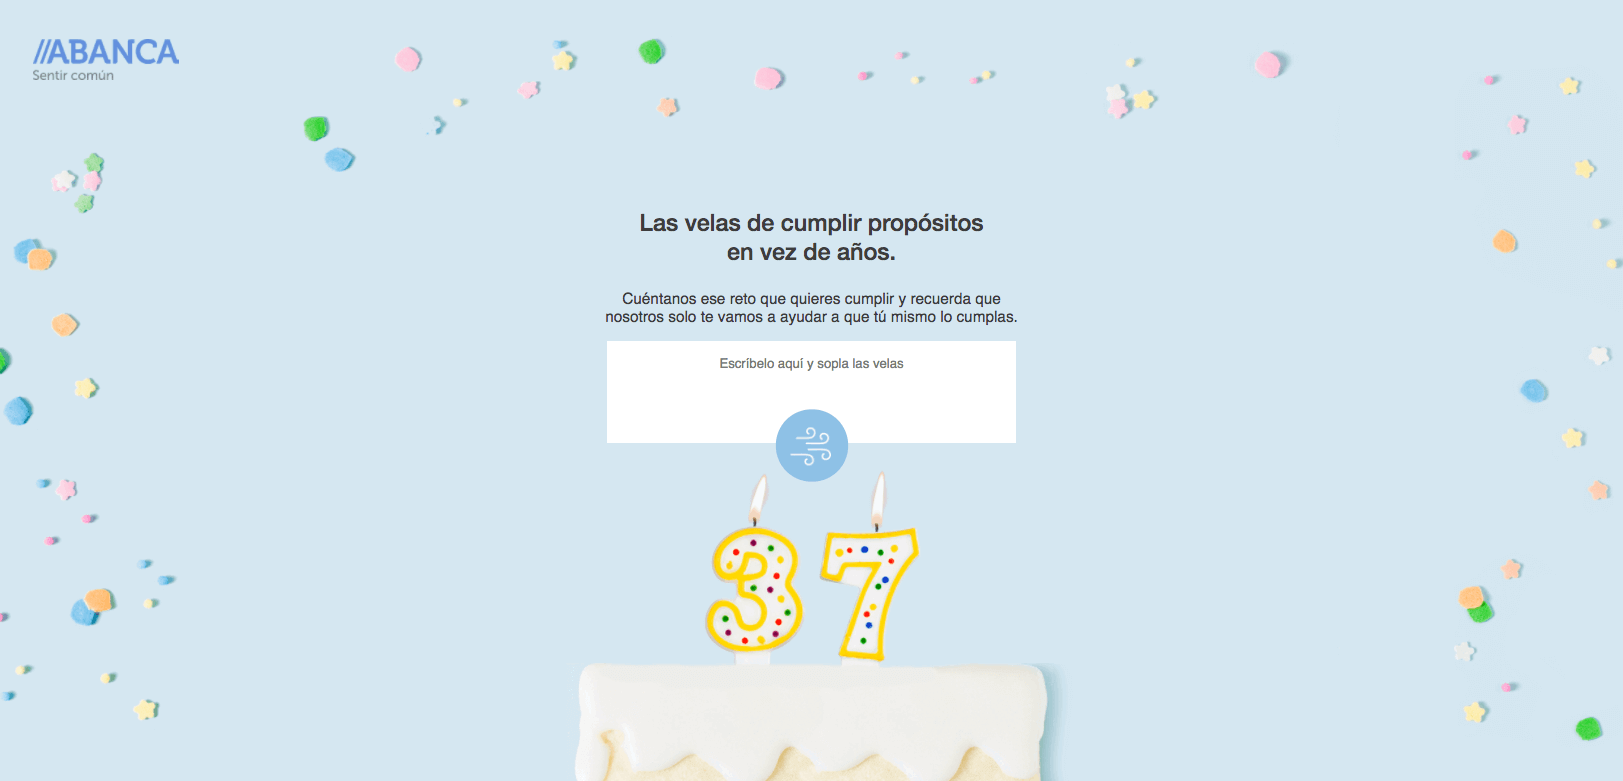 //ABANCA
Sentir común
Las velas de cumplir propósitos
en vez de años.
Cuéntanos ese reto que quieres cumplir y recuerda que
nosotros solo te vamos a ayudar a que tú mismo lo cumplas.
Escríbelo aquí y sopla las velas
37